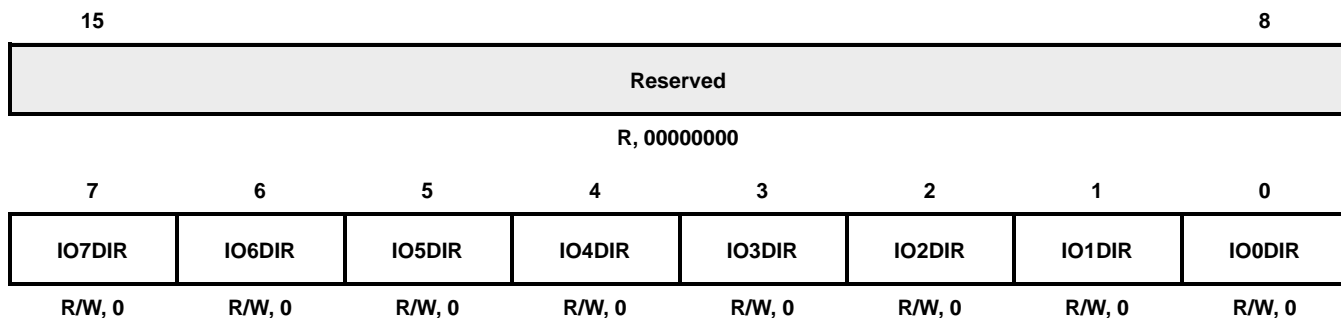 15 8
Reserved
R, 00000000
7 6 5 4 3 2 1 0
IO7DIR IO6DIR IO5DIR IO4DIR IO3DIR IO2DIR IO1DIR IO0DIR
R/W, 0 R/W, 0 R/W, 0 R/W, 0 R/W, 0 R/W, 0 R/W, 0 R/W, 0